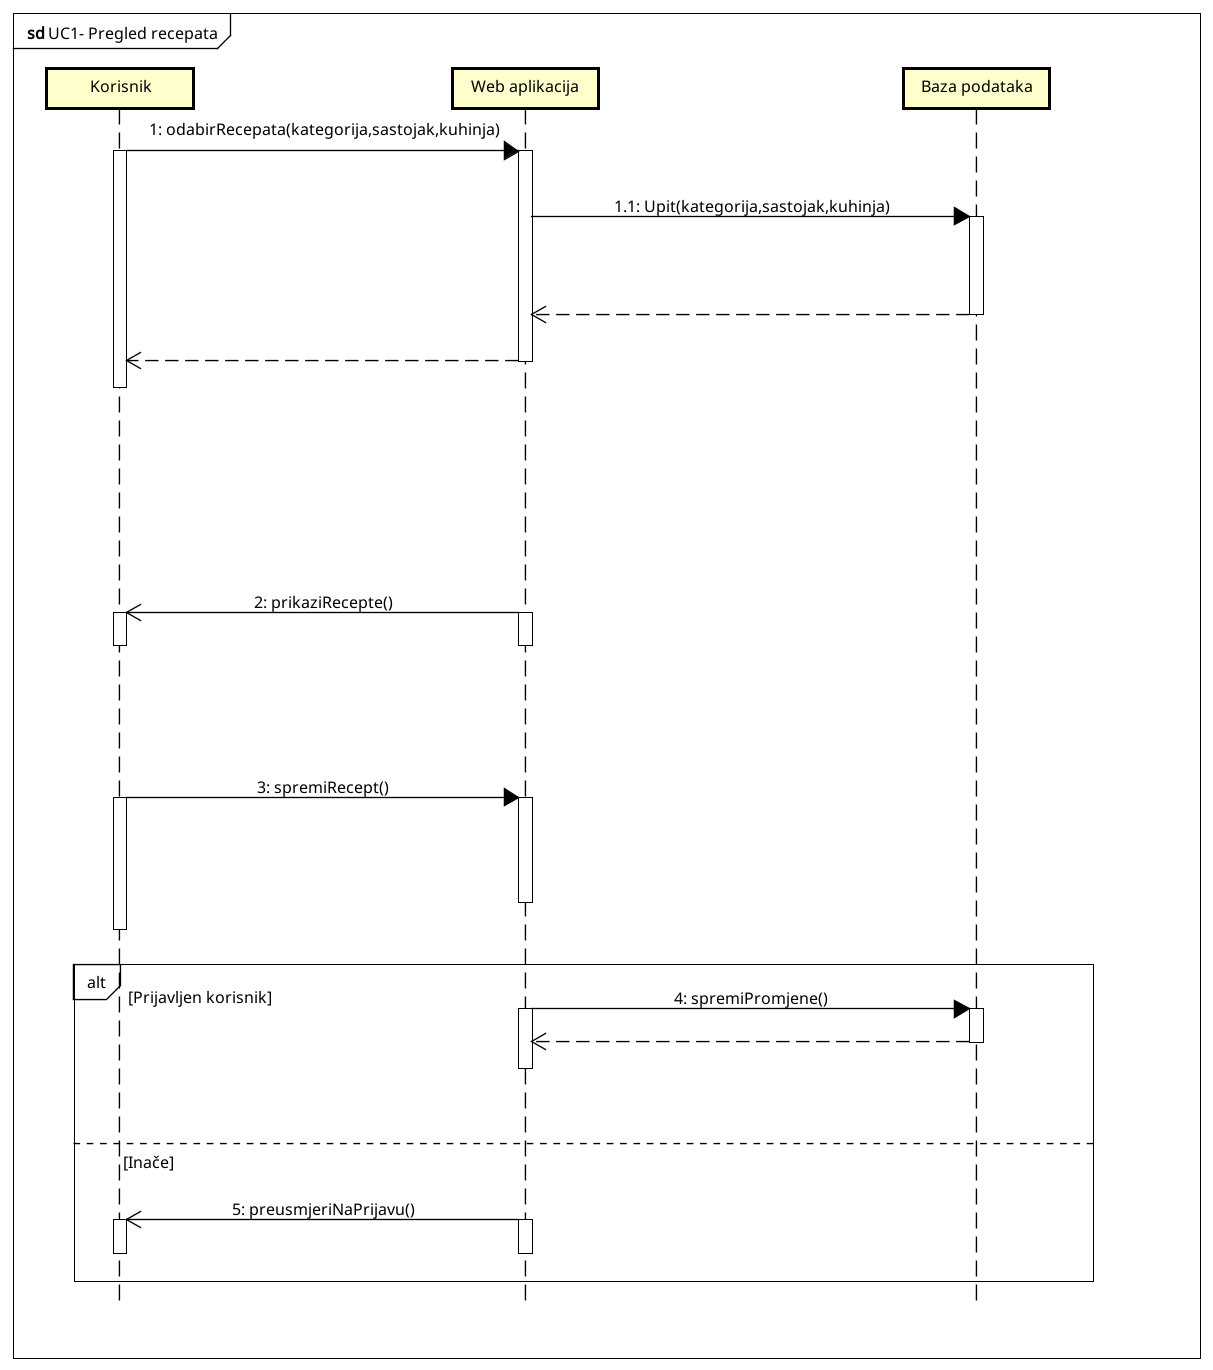 sd UC1- Pregled recepata
Korisnik
Web aplikacija
Baza podataka
1: odabirRecepata(kategorija,sastojak,kuhinja)
1.1: Upit(kategorija,sastojak,kuhinja)
2: prikaziRecepte()
3: spremiRecept()
alt
[Prijavljen korisnik]
4: spremiPromjene()
[Inače]
5: preusmjeriNaPrijavu()